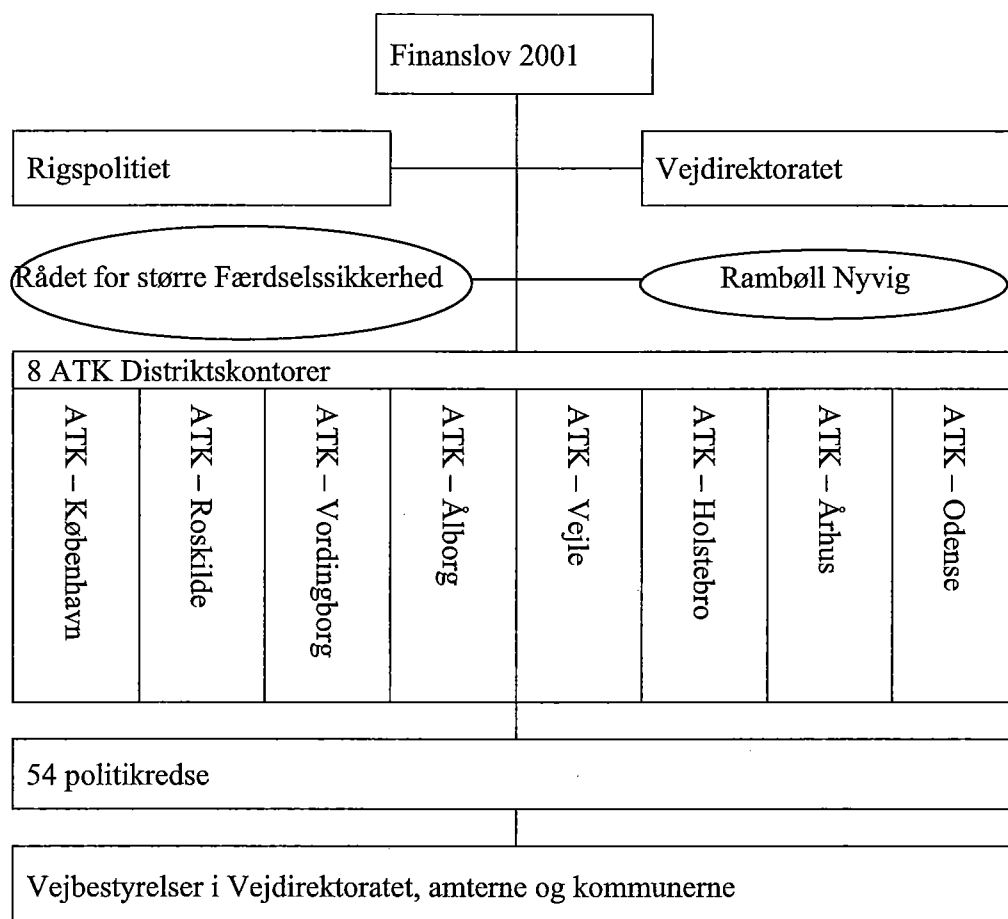 Finanslov 2001
Rigspolitiet
Vejdirektoratet
Rådet for større Færdselssikkerhed
Rambøll Nyvig
8 ATK Distriktskontorer
ATK – København
ATK – Roskilde
ATK – Vordingborg
ATK – Ålborg
ATK – Vejle
ATK – Holstebro
ATK – Århus
ATK – Odense
54 politikredse
Vejbestyrelser i Vejdirektoratet, amterne og kommunerne